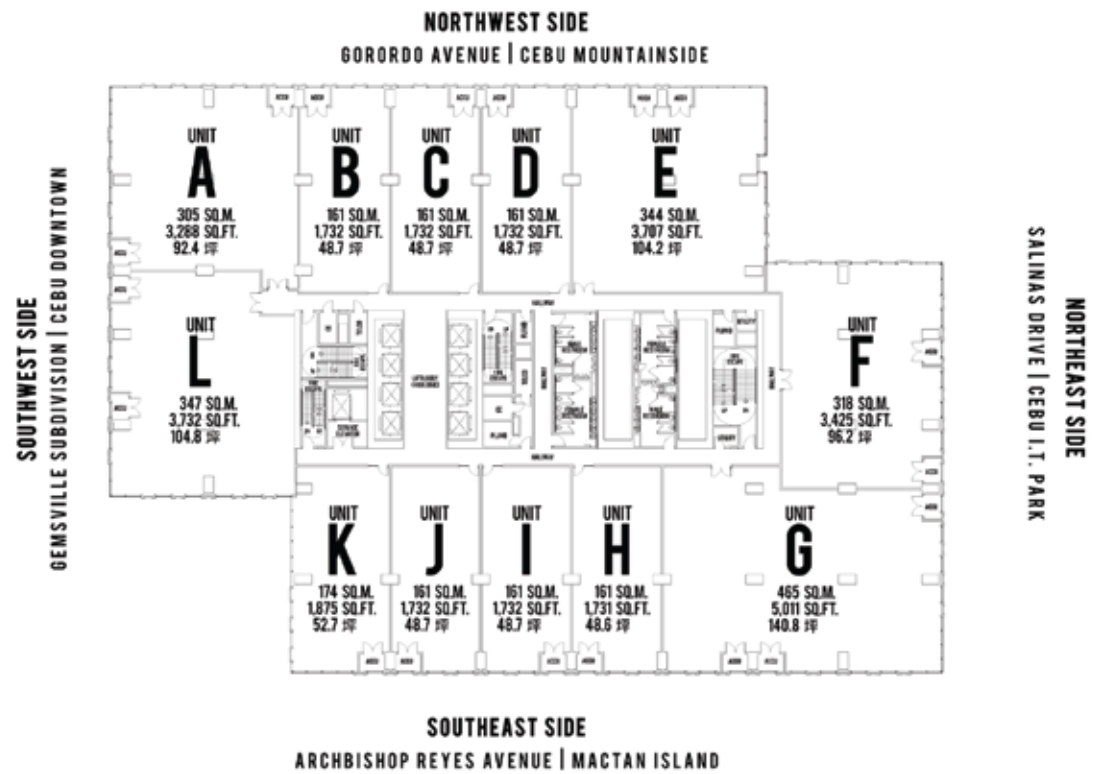 NORTHWEST SIDE
GORORDO AVENUE | CEBU MOUNTAINSIDE
SOUTHWEST SIDE
GEMSVILLE SUBDIVISION | CEBU DOWNTOWN
UNIT
A
305 SQ.M.
3,288 SQ.FT.
92.4 坪
UNIT
B
161 SQ.M.
1,732 SQ.FT.
48.7 坪
UNIT
C
161 SQ.M.
1,732 SQ.FT.
48.7 坪
UNIT
D
161 SQ.M.
1,732 SQ.FT.
48.7 坪
UNIT
E
344 SQ.M.
3,707 SQ.FT.
104.2 坪
UNIT
L
347 SQ.M.
3,732 SQ.FT.
104.8 坪
HALLWAY
HALLWAY
HALLWAY
HALLWAY
UNIT
F
318 SQ.M.
3,425 SQ.FT.
96.2 坪
UNIT
K
174 SQ.M.
1,875 SQ.FT.
52.7 坪
UNIT
J
161 SQ.M.
1,732 SQ.FT.
48.7 坪
UNIT
I
161 SQ.M.
1,732 SQ.FT.
48.7 坪
UNIT
H
161 SQ.M.
1,731 SQ.FT.
48.6 坪
UNIT
G
465 SQ.M.
5,011 SQ.FT.
140.8 坪
NORTHEAST SIDE
SALINAS DRIVE | CEBU I.T. PARK
SOUTHEAST SIDE
ARCHBISHOP REYES AVENUE | MACTAN ISLAND